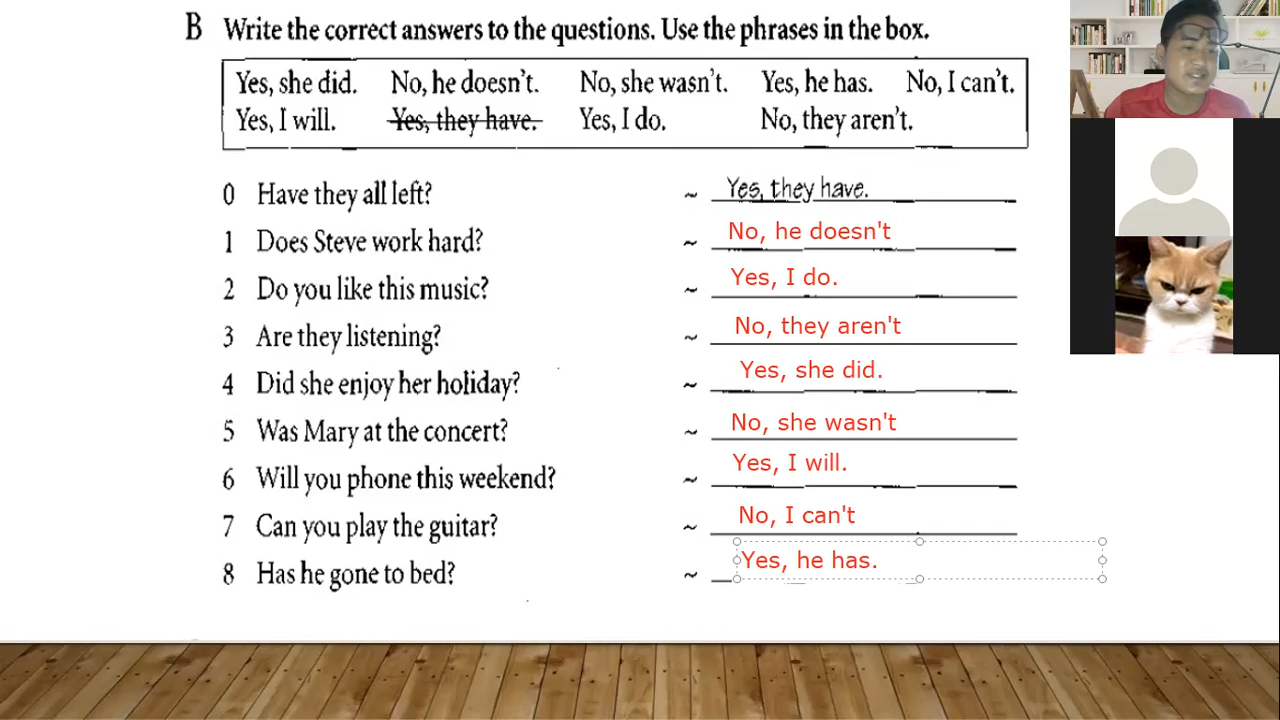 B Write the correct answers to the questions. Use the phrases in the box.
Yes, she did. No, he doesn't. No, she wasn't. Yes, he has. No, I can't.
Yes, I will. Yes, they have. Yes, I do. No, they aren't.
0 Have they all left? ~ Yes, they have.
1 Does Steve work hard? ~ No, he doesn't
2 Do you like this music? ~ Yes, I do.
3 Are they listening? ~ No, they aren't
4 Did she enjoy her holiday? ~ Yes, she did.
5 Was Mary at the concert? ~ No, she wasn't
6 Will you phone this weekend? ~ Yes, I will.
7 Can you play the guitar? ~ No, I can't
8 Has he gone to bed? ~ Yes, he has.